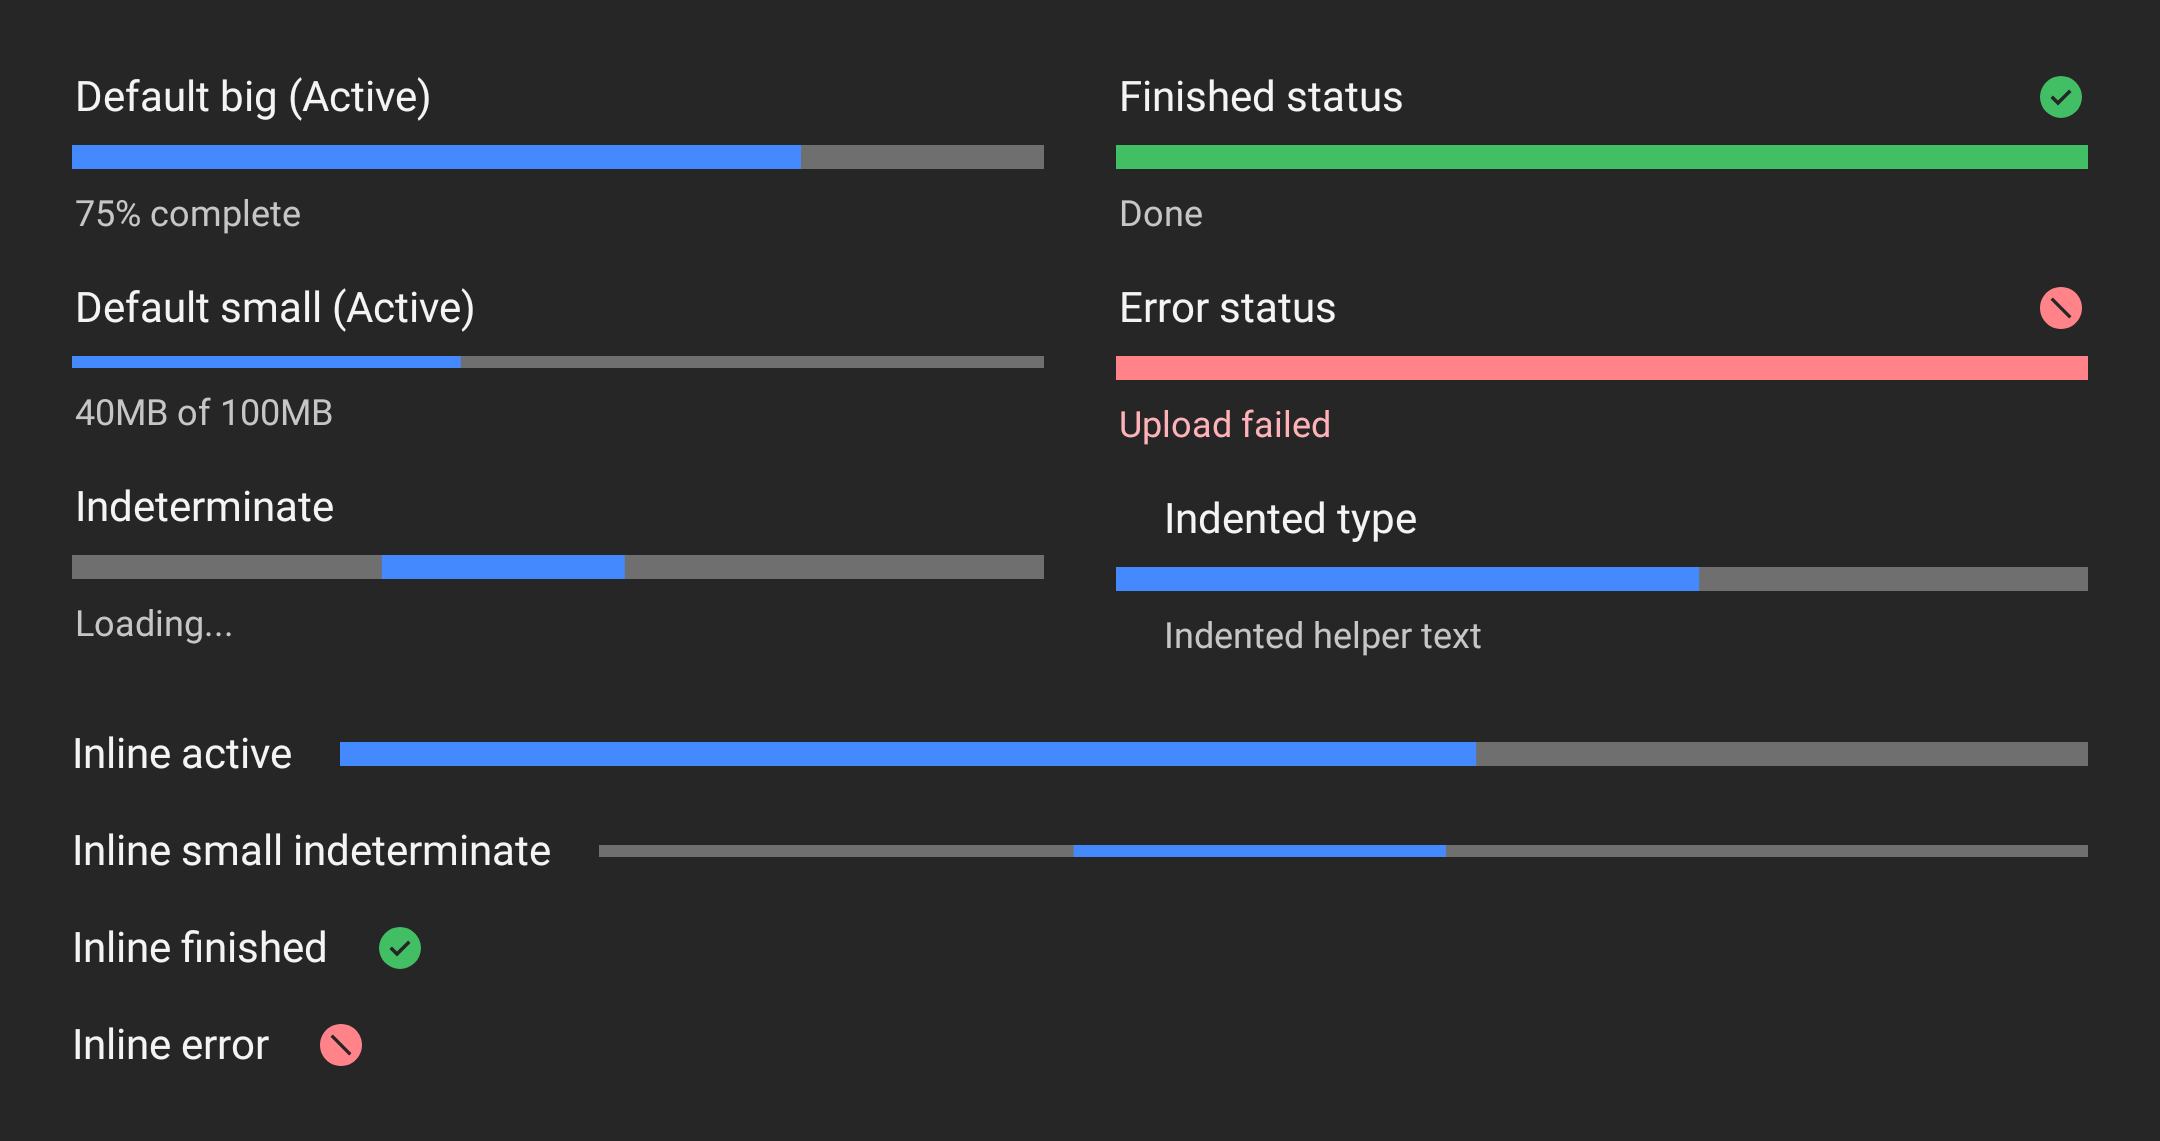 Default big (Active)
75% complete
Default small (Active)
40MB of 100MB
Indeterminate
Loading...
Finished status
Done
Error status
Upload failed
Indented type
Indented helper text
Inline active
Inline small indeterminate
Inline finished
Inline error